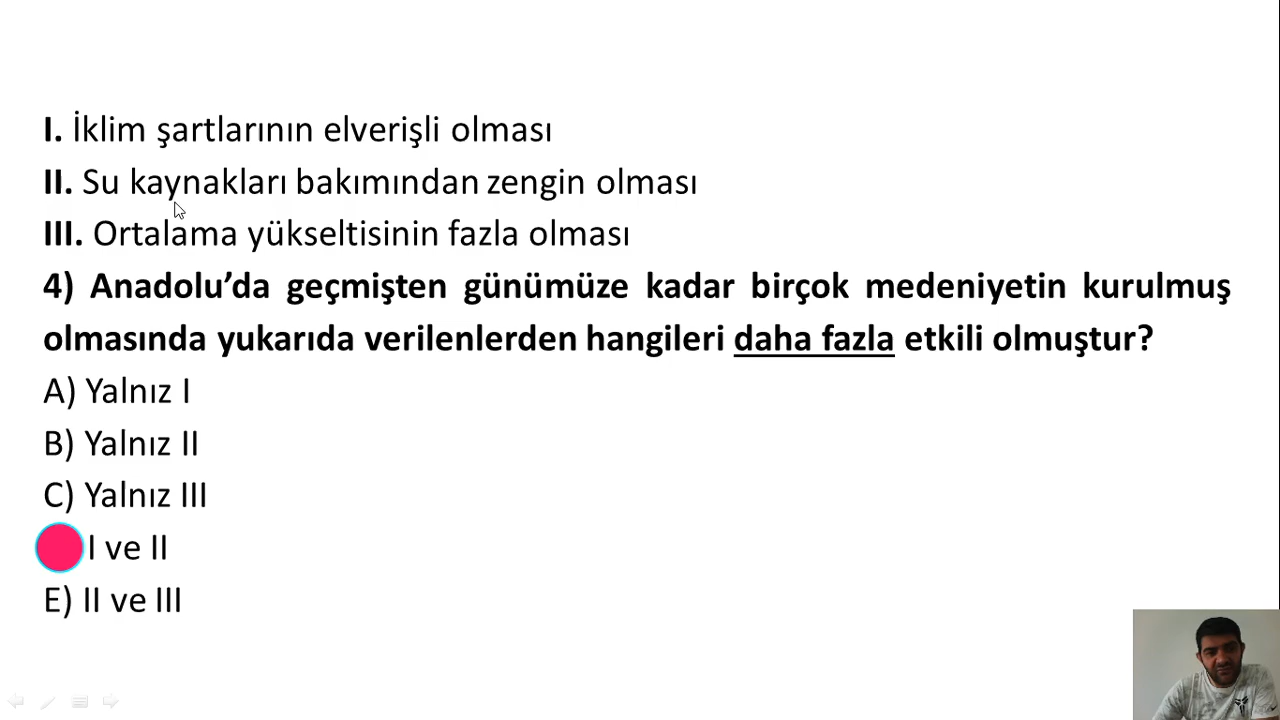 I. İklim şartlarının elverişli olması
II. Su kaynakları bakımından zengin olması
III. Ortalama yükseltisinin fazla olması
4) Anadolu’da geçmişten günümüze kadar birçok medeniyetin kurulmuş
olmasında yukarıda verilenlerden hangileri daha fazla etkili olmuştur?
A) Yalnız I
B) Yalnız II
C) Yalnız III
I ve II
E) II ve III